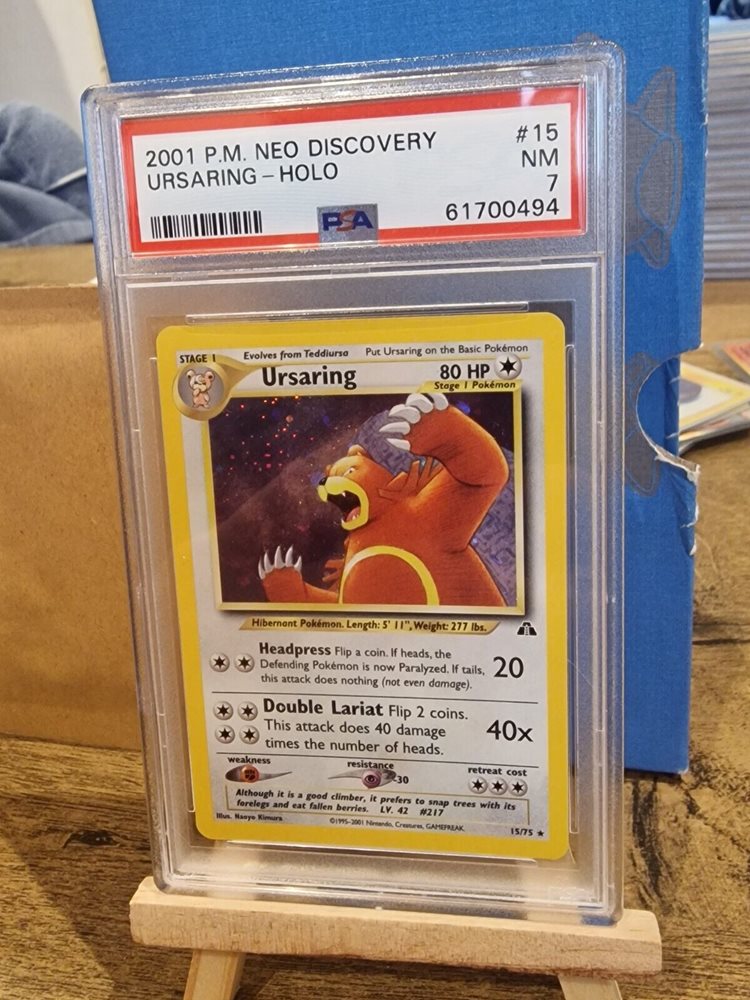 2001 P.M. NEO DISCOVERY #15
URSARING - HOLO NM
7
PSA 61700494
STAGE 1 Evolves from Teddiursa Put Ursaring on the Basic Pokémon
Ursaring 80 HP
Stage 1 Pokémon
Hibernant Pokémon. Length: 5' 11", Weight: 277 lbs.
Headpress Flip a coin. If heads, the
Defending Pokémon is now Paralyzed. If tails, 20
this attack does nothing (not even damage).
Double Lariat Flip 2 coins.
This attack does 40 damage 40x
times the number of heads.
weakness resistance retreat cost
-30
Although it is a good climber, it prefers to snap trees with its
forelegs and eat fallen berries. LV. 42 #217
Illus. Naoyo Kimura ©1995-2001 Nintendo, Creatures, GAMEFREAK. 15/75 ★